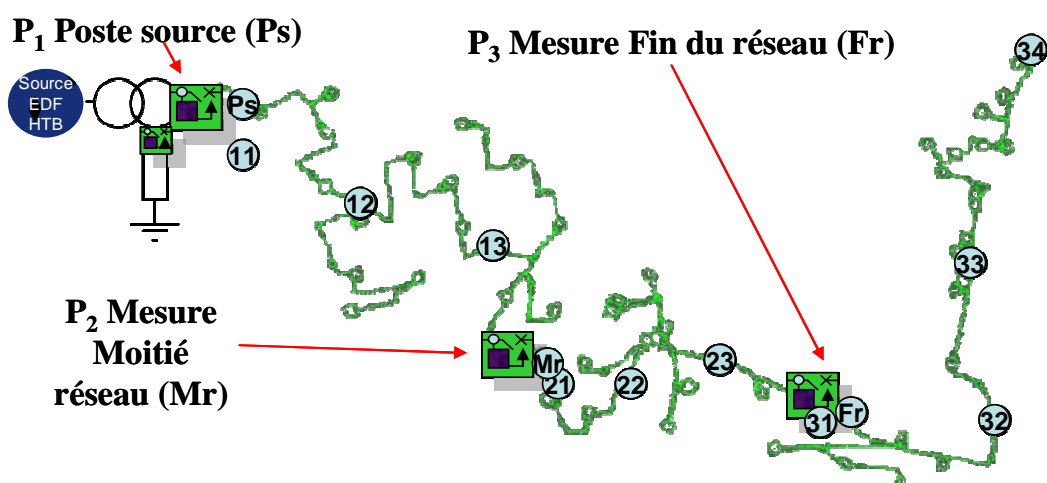 P1 Poste source (Ps)
P3 Mesure Fin du réseau (Fr)
34
Source
EDF
HTB
Ps
11
12
13
33
P2 Mesure
Moitié
réseau (Mr)
Mr
21
22
23
31
Fr
32